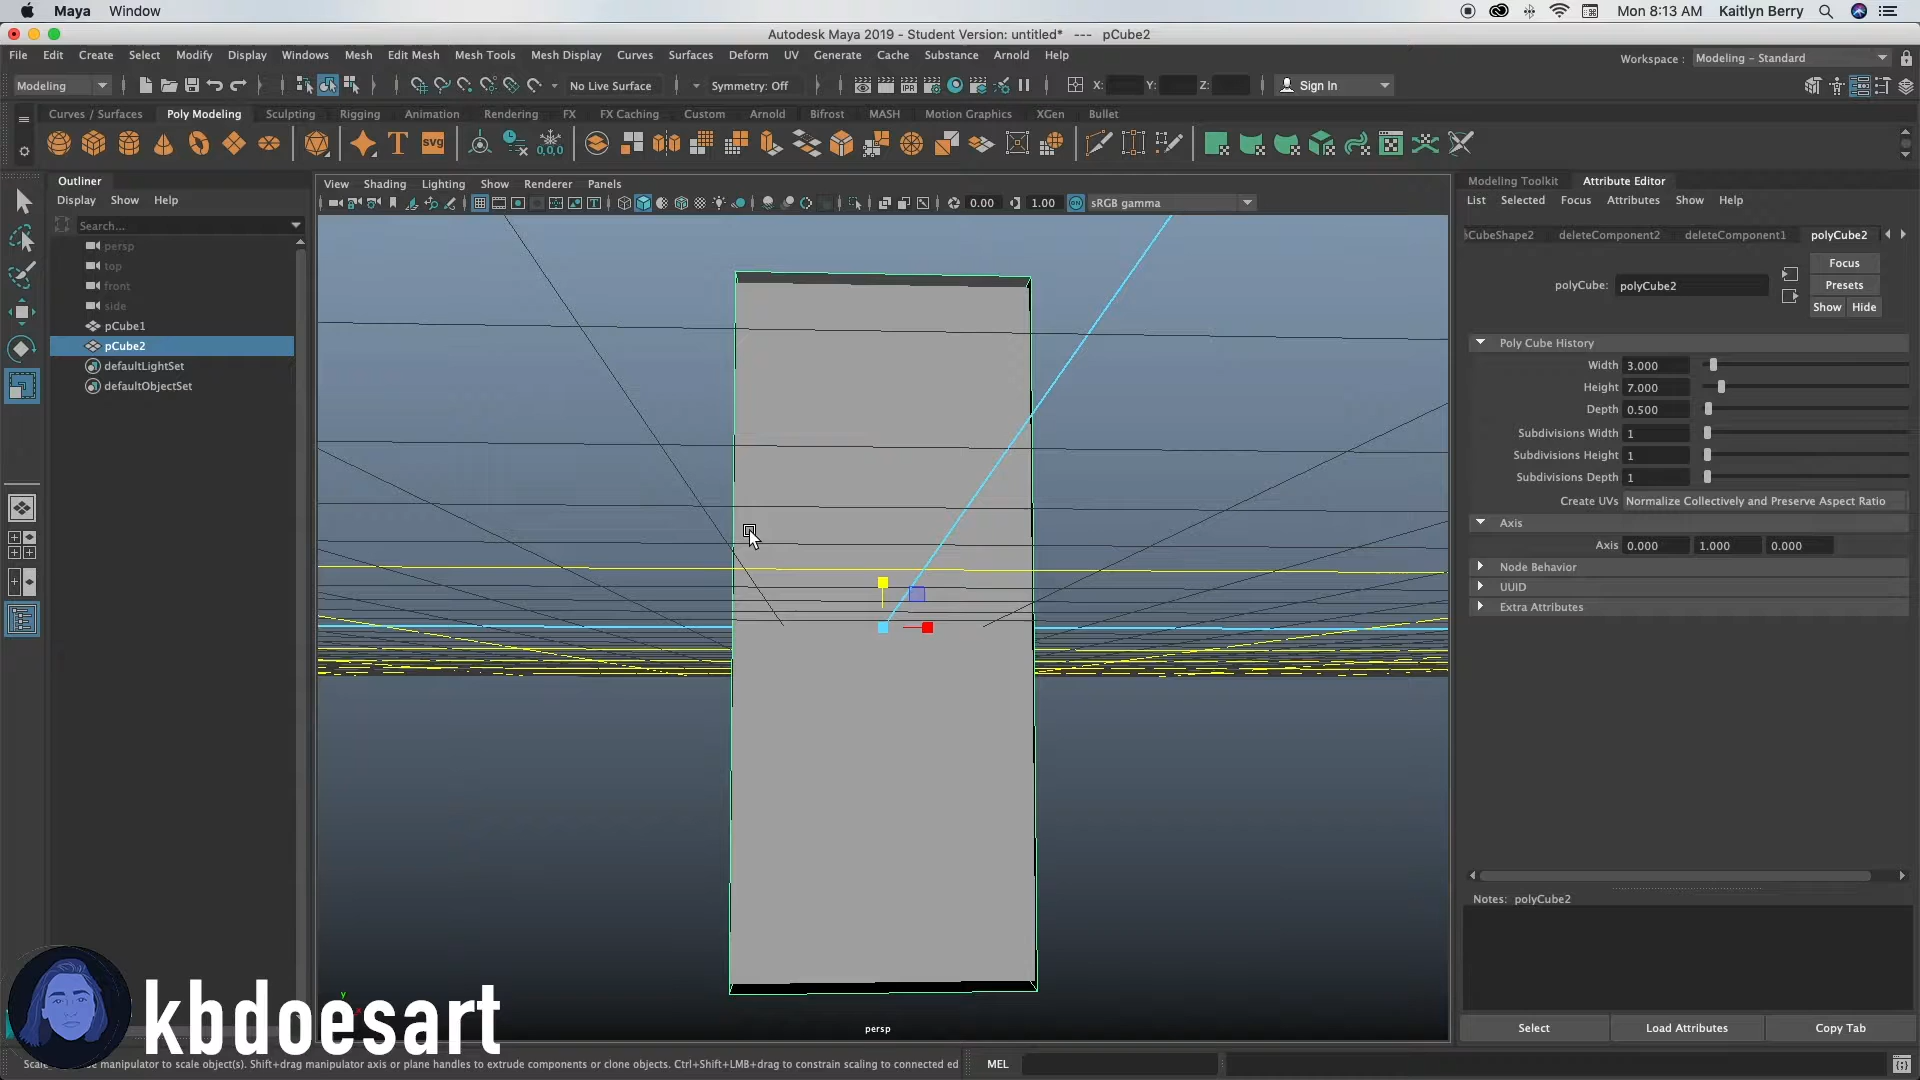 Maya Window Mon 8:13 AM Kaitlyn Berry
Autodesk Maya 2019 - Student Version: untitled* --- pCube2
File Edit Create Select Modify Display Windows Mesh Edit Mesh Mesh Tools Mesh Display Curves Surfaces Deform UV Generate Cache Substance Arnold Help
Workspace : Modeling - Standard
Modeling No Live Surface Symmetry: Off IPR X: Y: Z: Sign In
Curves / Surfaces Poly Modeling Sculpting Rigging Animation Rendering FX FX Caching Custom Arnold Bifrost MASH Motion Graphics XGen Bullet
T SVG 0,0,0
Outliner
Display Show Help
Search...
persp
top
front
side
pCube1
pCube2
defaultLightSet
defaultObjectSet
View Shading Lighting Show Renderer Panels
0.00 1.00 ON sRGB gamma
persp
Modeling Toolkit Attribute Editor
List Selected Focus Attributes Show Help
CubeShape2 deleteComponent2 deleteComponent1 polyCube2
polyCube: polyCube2
Focus
Presets
Show Hide
Poly Cube History
Width 3.000
Height 7.000
Depth 0.500
Subdivisions Width 1
Subdivisions Height 1
Subdivisions Depth 1
Create UVs Normalize Collectively and Preserve Aspect Ratio
Axis
Axis 0.000 1.000 0.000
Node Behavior
UUID
Extra Attributes
Notes: polyCube2
Select Load Attributes Copy Tab
kbdoesart
manipulator to scale object(s). Shift+drag manipulator axis or plane handles to extrude components or clone objects. Ctrl+Shift+LMB+drag to constrain scaling to connected ed
MEL